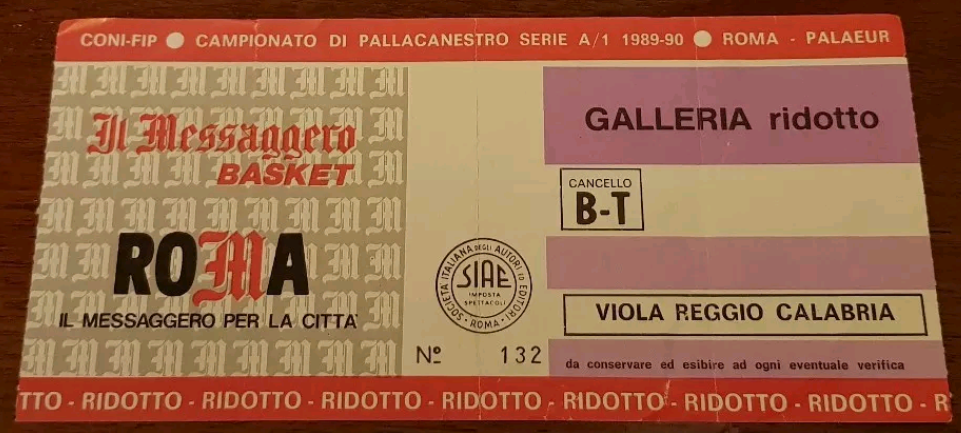 CONI-FIP ● CAMPIONATO DI PALLACANESTRO SERIE A/1 1989-90 ● ROMA - PALAEUR
Il Messaggero
BASKET
ROMA
IL MESSAGGERO PER LA CITTA'
SOCIETÀ ITALIANA DEGLI AUTORI ED EDITORI
SIAE
IMPOSTA
SPETTACOLI
· ROMA ·
Nº 132
GALLERIA ridotto
CANCELLO
B-T
VIOLA REGGIO CALABRIA
da conservare ed esibire ad ogni eventuale verifica
TTO - RIDOTTO - RIDOTTO - RIDOTTO - RIDOTTO - RIDOTTO - RIDOTTO - RIDOTTO - R